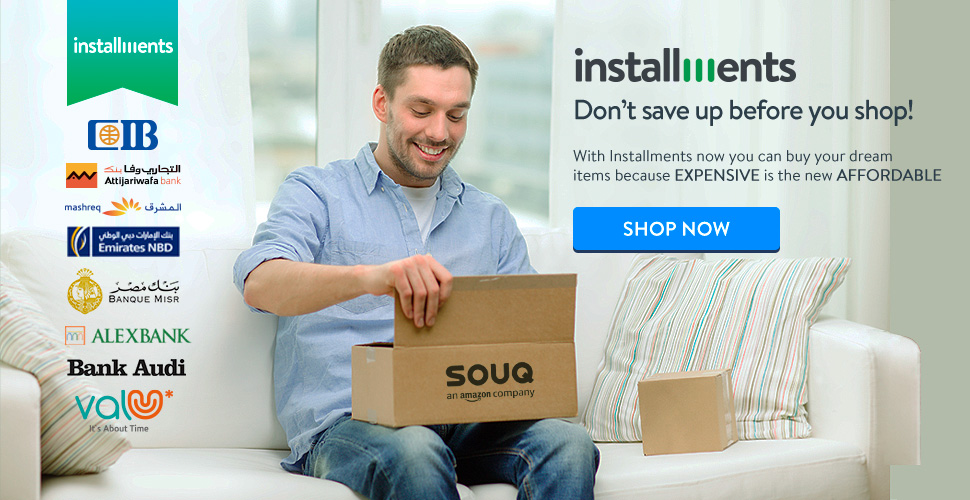 installments
CIB
التجاري وفا بنك
Attijariwafa bank
mashreq المشرق
بنك الإمارات دبي الوطني
Emirates NBD
بنك مصر
BANQUE MISR
ALEXBANK
Bank Audi
valU*
It's About Time
installments
Don't save up before you shop!
With Installments now you can buy your dream
items because EXPENSIVE is the new AFFORDABLE
SHOP NOW
SOUQ
an amazon company